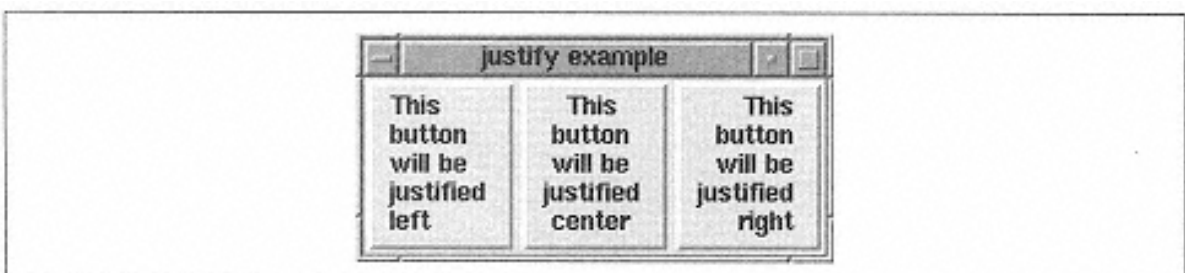 justify example
This
button
will be
justified
left
This
button
will be
justified
center
This
button
will be
justified
right